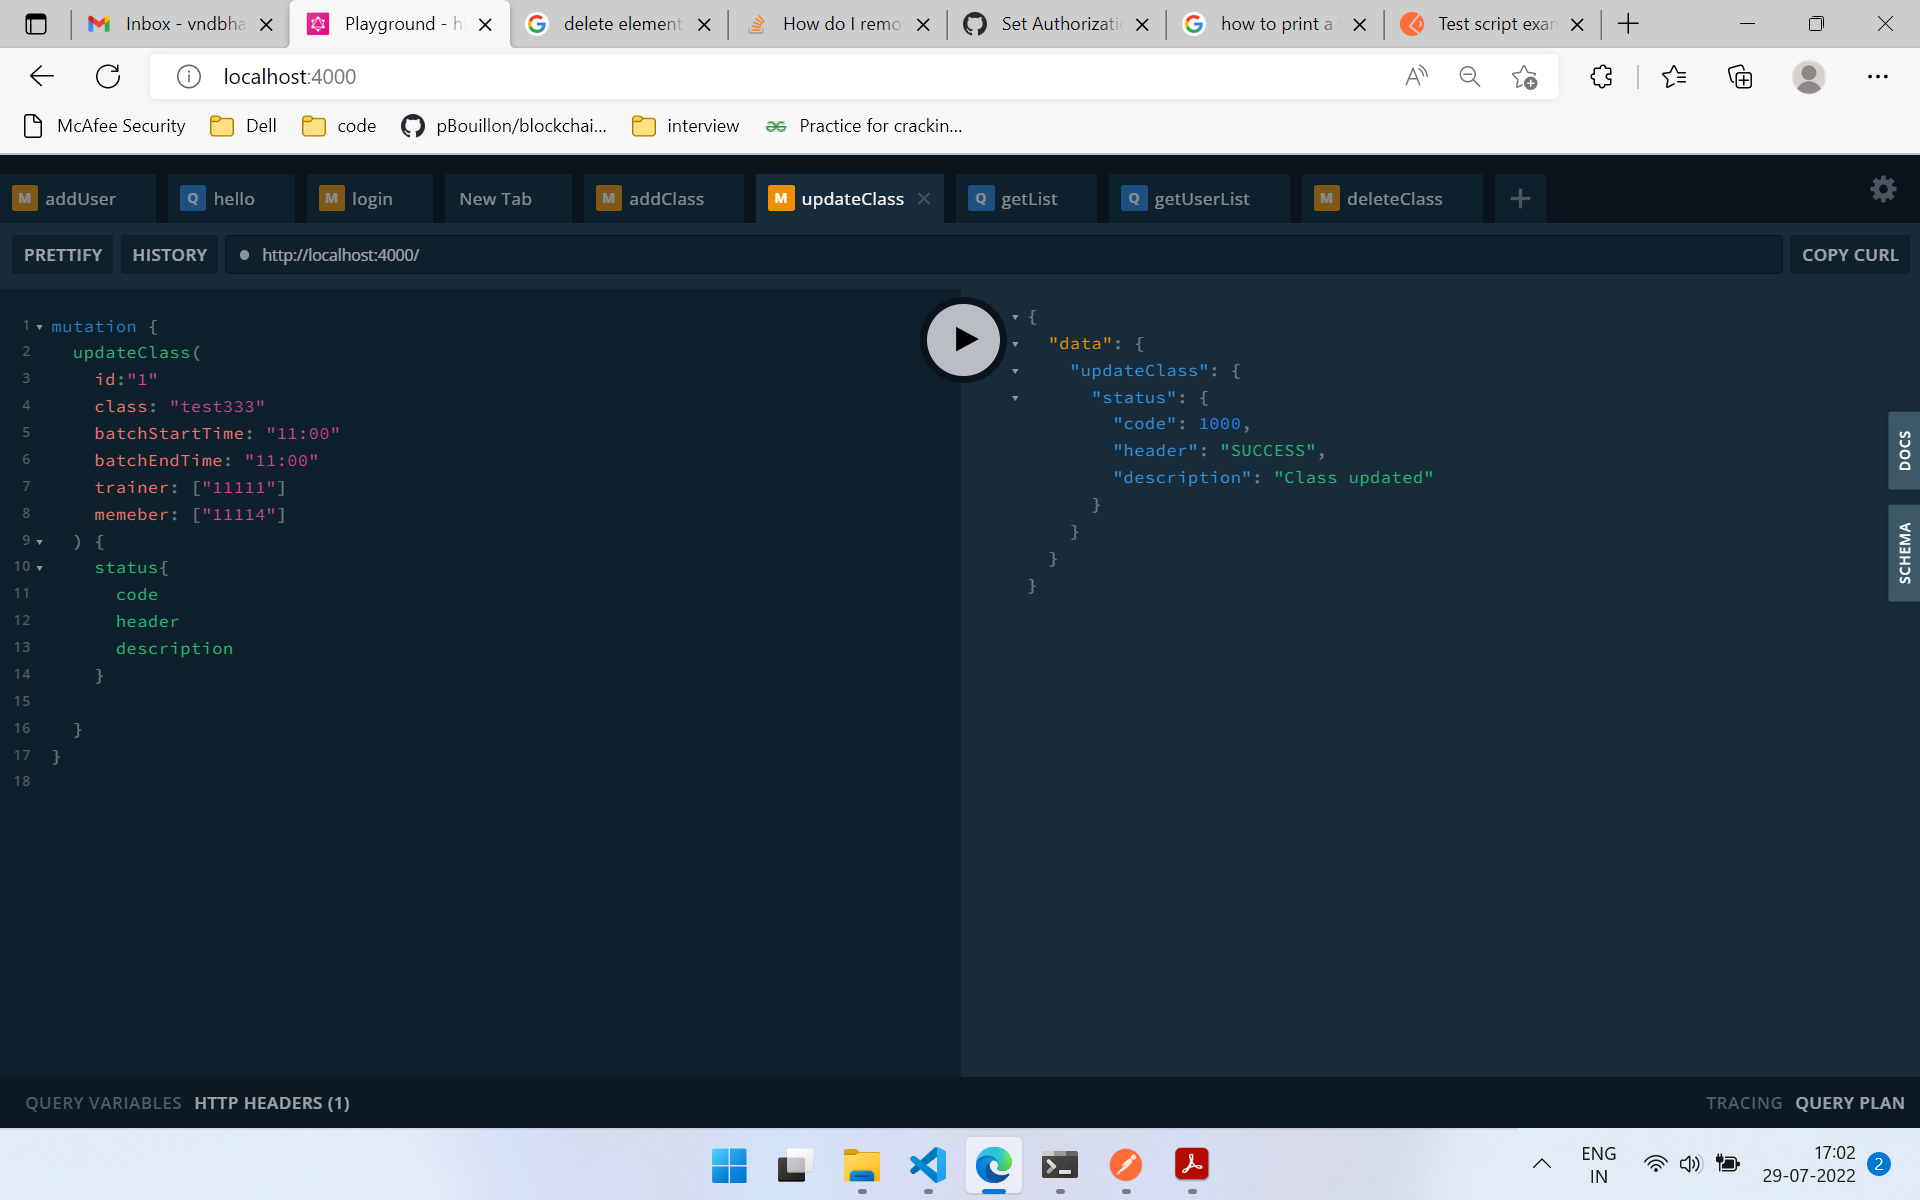 Inbox - vndbha
Playground - h
delete element
How do I remo
Set Authorizati
how to print a
Test script exan
localhost:4000
McAfee Security
Dell
code
pBouillon/blockchai...
interview
Practice for crackin...
M addUser
Q hello
M login
New Tab
M addClass
M updateClass
Q getList
Q getUserList
M deleteClass
PRETTIFY
HISTORY
http://localhost:4000/
COPY CURL
1 mutation {
2 updateClass(
3 id:"1"
4 class: "test333"
5 batchStartTime: "11:00"
6 batchEndTime: "11:00"
7 trainer: ["11111"]
8 memeber: ["11114"]
9 ) {
10 status{
11 code
12 header
13 description
14 }
15
16 }
17 }
18
{
"data": {
"updateClass": {
"status": {
"code": 1000,
"header": "SUCCESS",
"description": "Class updated"
}
}
}
}
DOCS
SCHEMA
QUERY VARIABLES
HTTP HEADERS (1)
TRACING
QUERY PLAN
ENG
IN
17:02
29-07-2022
2